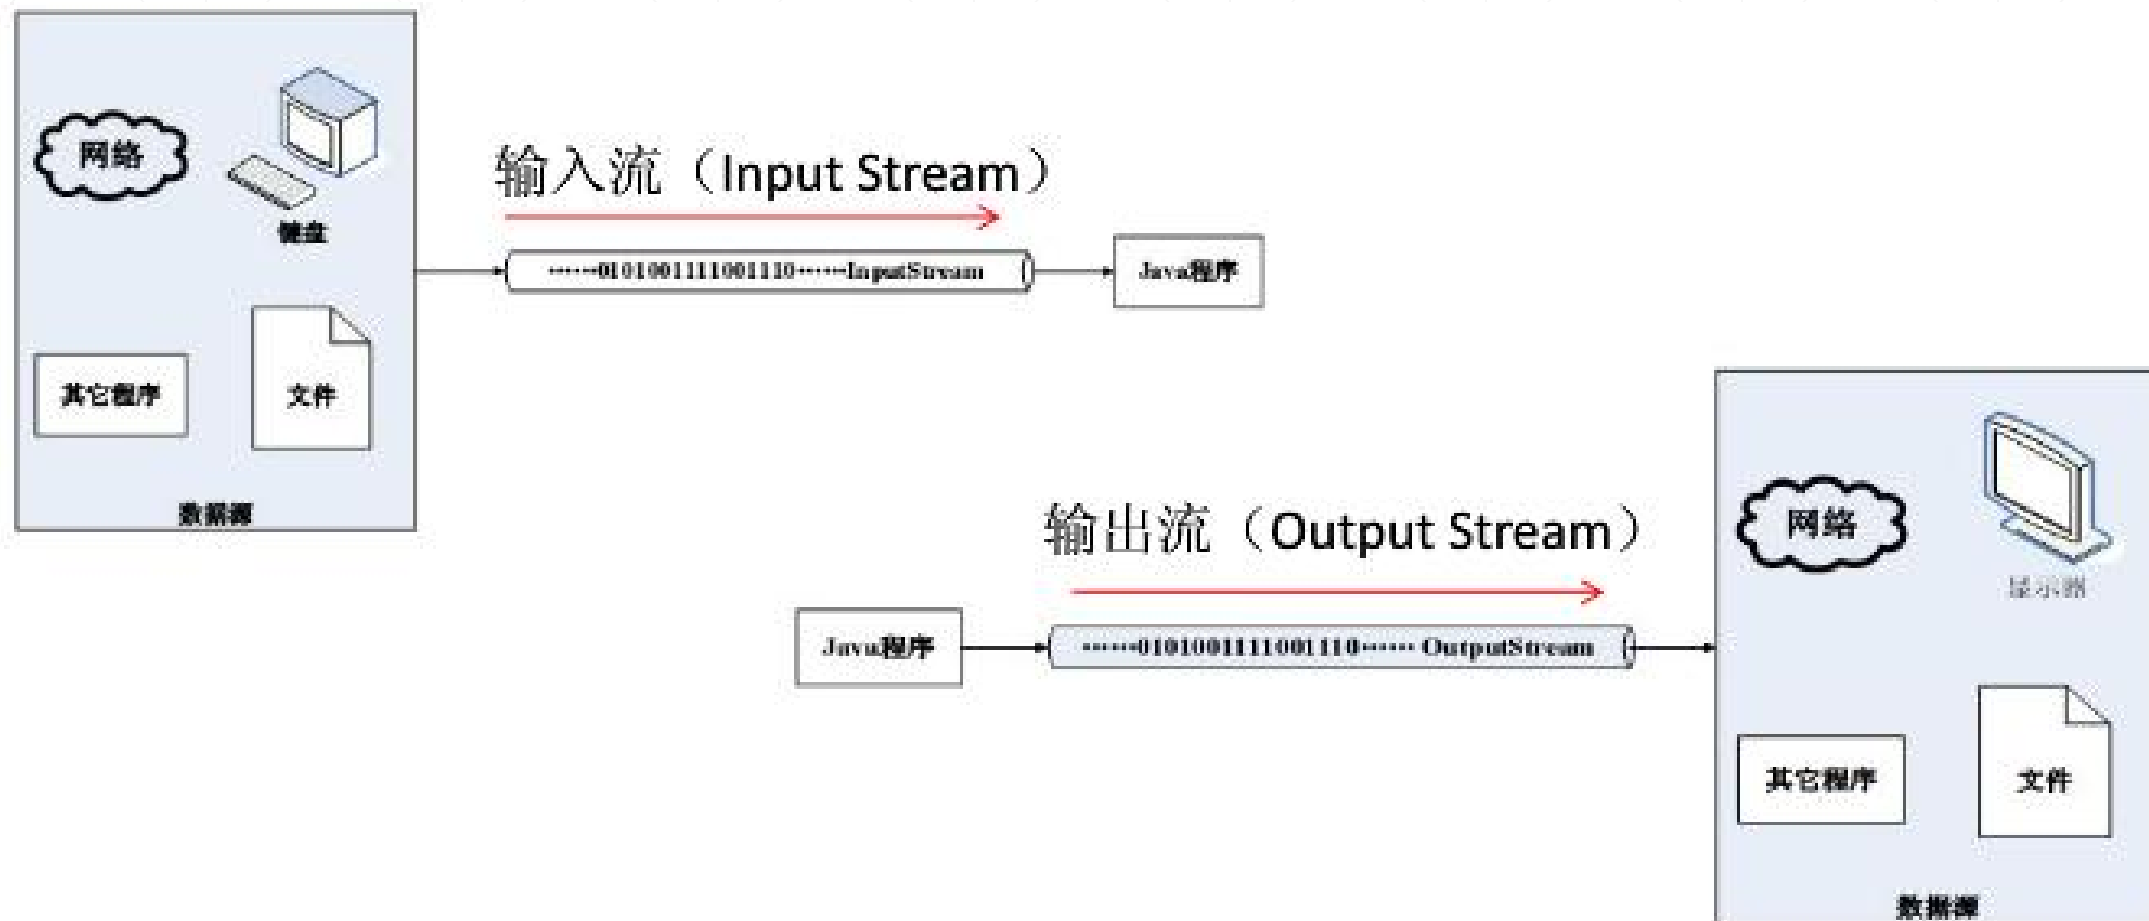 网络
键盘
其它程序
文件
数据源
输入流（Input Stream）
······0101001111001110······InputStream
Java程序
输出流（Output Stream）
Java程序
······0101001111001110······ OutputStream
网络
显示器
其它程序
文件
数据源